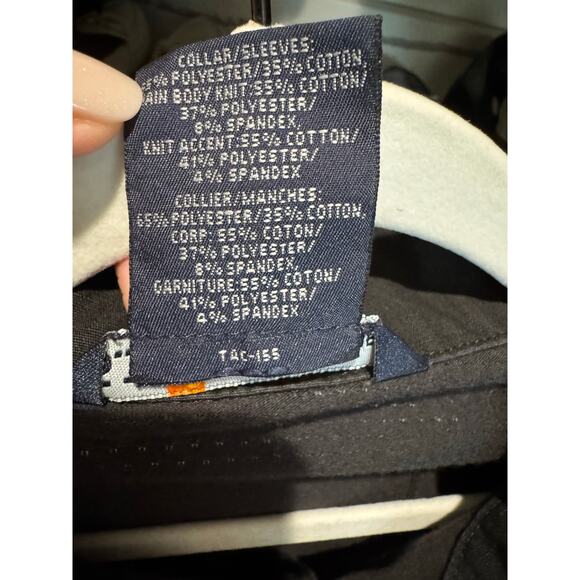 COLLAR/SLEEVES:
% POLYESTER/35% COTTON.
BODY KNIT:55% COTTON/
37% POLYESTER/
8% SPANDEX.
KNIT ACCENT:55% COTTON/
41% POLYESTER/
4% SPANDEX
COLLIER/MANCHES:
65% POLYESTER/35% COTTON.
CORP: 55% COTON/
37% POLYESTER/
8% SPANDEX
GARNITURE:55% COTON/
41% POLYESTER/
4% SPANDEX
TAC-155